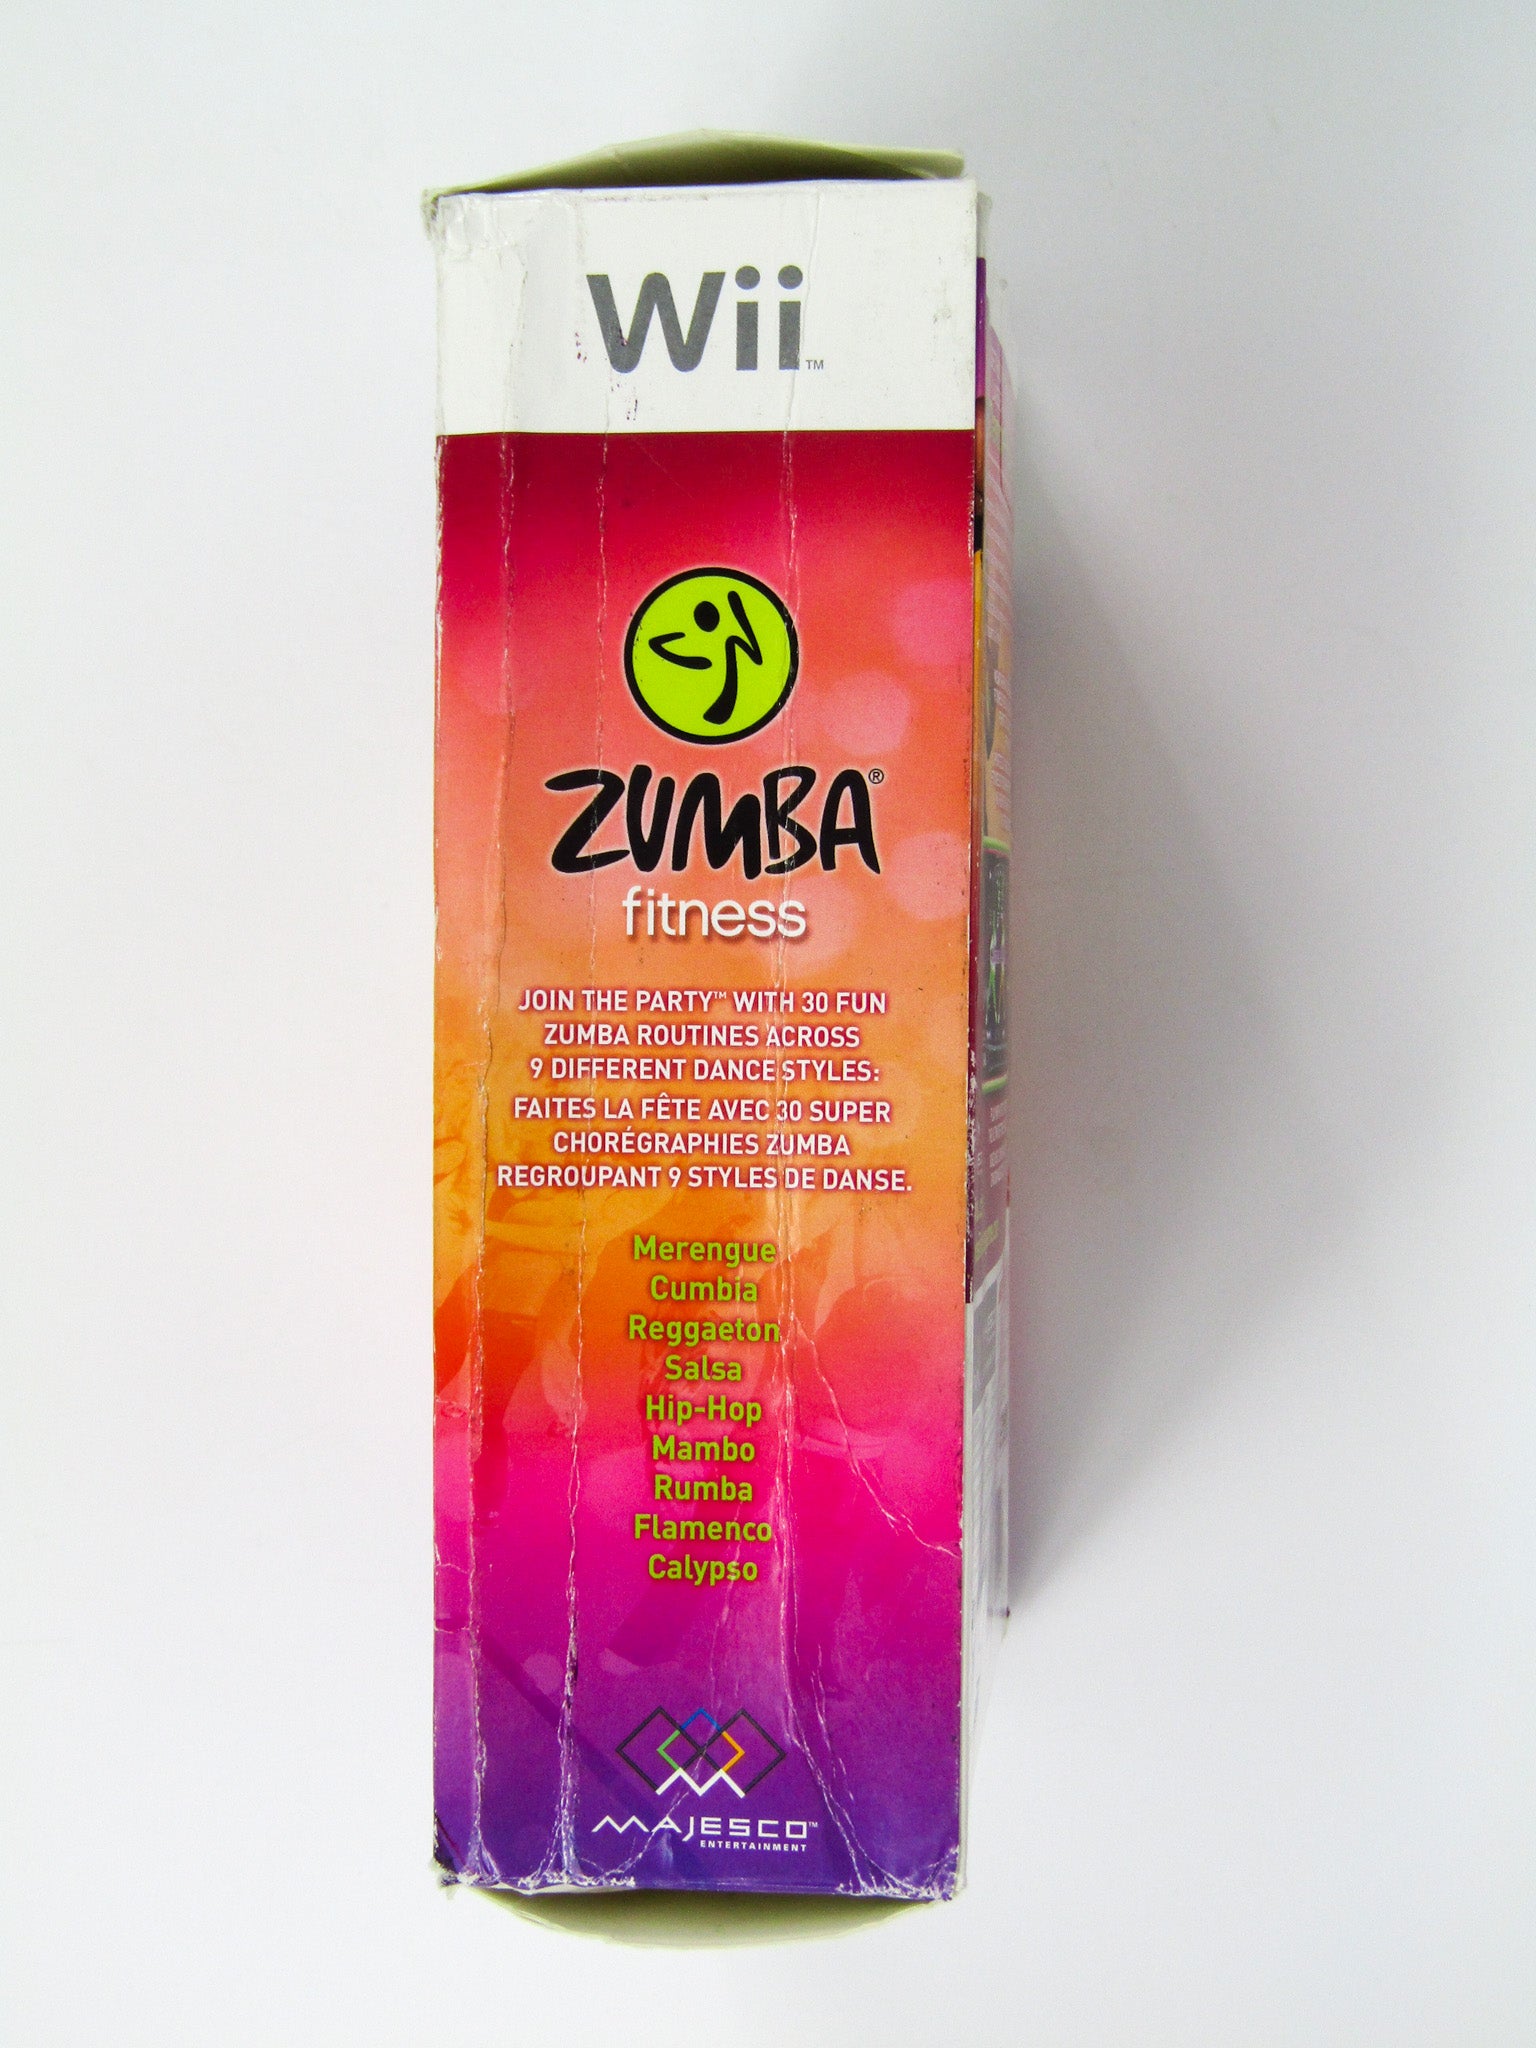 Wii™
ZUMBA®
fitness
JOIN THE PARTY™ WITH 30 FUN
ZUMBA ROUTINES ACROSS
9 DIFFERENT DANCE STYLES:
FAITES LA FÊTE AVEC 30 SUPER
CHORÉGRAPHIES ZUMBA
REGROUPANT 9 STYLES DE DANSE.
Merengue
Cumbia
Reggaeton
Salsa
Hip-Hop
Mambo
Rumba
Flamenco
Calypso
MAJESCO™
ENTERTAINMENT